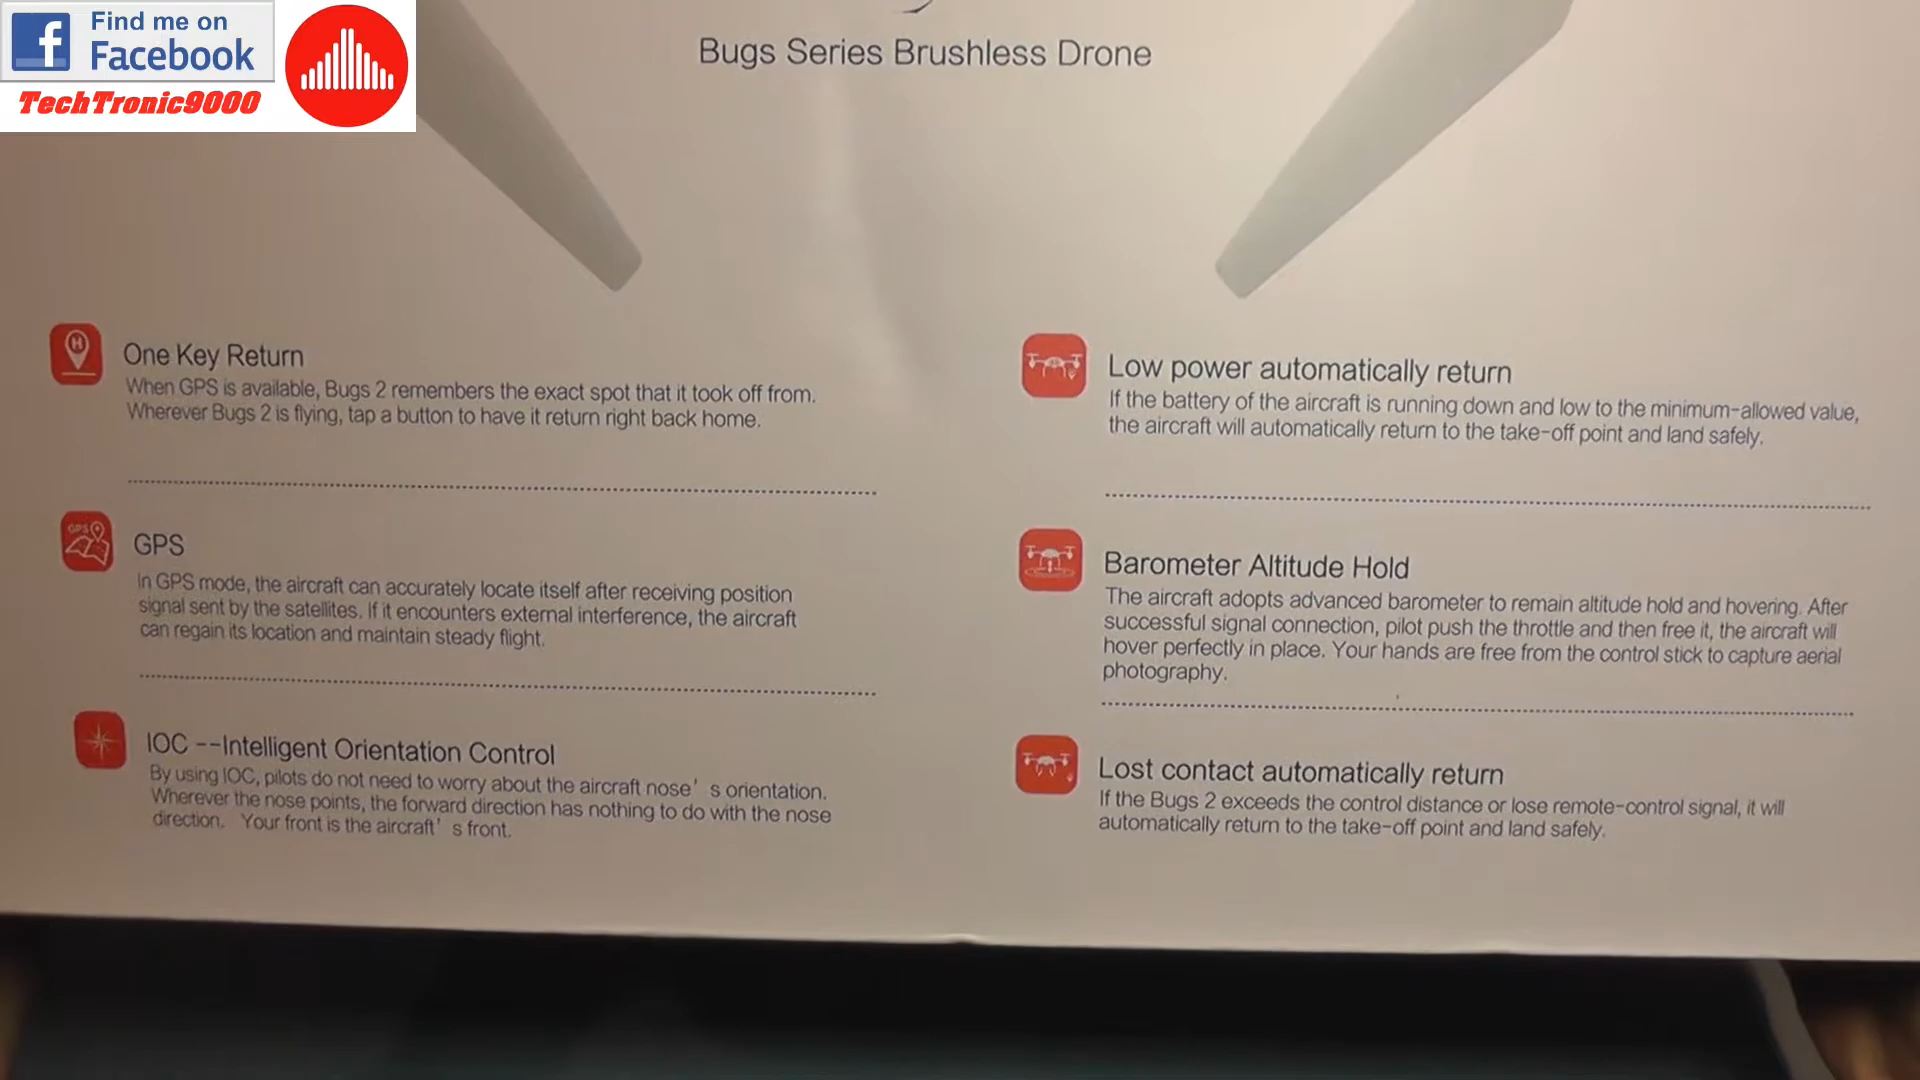 Find me on
Facebook
TechTronic9000
Bugs Series Brushless Drone
One Key Return
When GPS is available, Bugs 2 remembers the exact spot that it took off from.
Wherever Bugs 2 is flying, tap a button to have it return right back home.
GPS
GPS
In GPS mode, the aircraft can accurately locate itself after receiving position
signal sent by the satellites. If it encounters external interference, the aircraft
can regain its location and maintain steady flight.
IOC --Intelligent Orientation Control
By using IOC, pilots do not need to worry about the aircraft nose's orientation.
Wherever the nose points, the forward direction has nothing to do with the nose
direction. Your front is the aircraft's front.
Low power automatically return
If the battery of the aircraft is running down and low to the minimum-allowed value,
the aircraft will automatically return to the take-off point and land safely.
Barometer Altitude Hold
The aircraft adopts advanced barometer to remain altitude hold and hovering. After
successful signal connection, pilot push the throttle and then free it, the aircraft will
hover perfectly in place. Your hands are free from the control stick to capture aerial
photography.
Lost contact automatically return
If the Bugs 2 exceeds the control distance or lose remote-control signal, it will
automatically return to the take-off point and land safely.